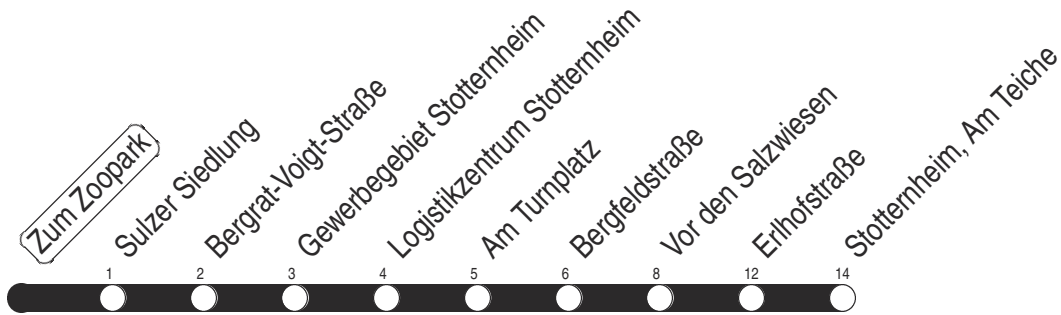 Zum Zoopark
Sulzer Siedlung
Bergrat-Voigt-Straße
Gewerbegebiet Stotternheim
Logistikzentrum Stotternheim
Am Turnplatz
Bergfeldstraße
Vor den Salzwiesen
Erlhofstraße
Stotternheim, Am Teiche
1 2 3 4 5 6 8 12 14